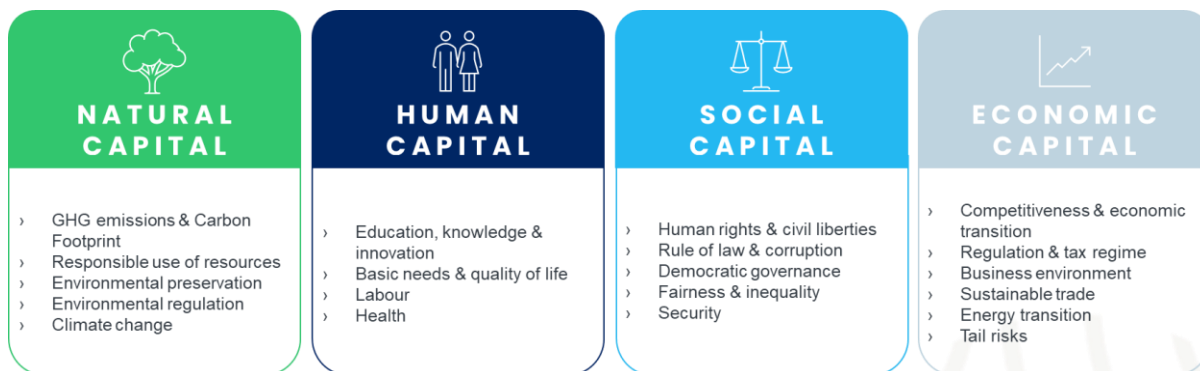 NATURAL
CAPITAL
› GHG emissions & Carbon
Footprint
› Responsible use of resources
› Environmental preservation
› Environmental regulation
› Climate change
HUMAN
CAPITAL
› Education, knowledge &
innovation
› Basic needs & quality of life
› Labour
› Health
SOCIAL
CAPITAL
› Human rights & civil liberties
› Rule of law & corruption
› Democratic governance
› Fairness & inequality
› Security
ECONOMIC
CAPITAL
› Competitiveness & economic
transition
› Regulation & tax regime
› Business environment
› Sustainable trade
› Energy transition
› Tail risks